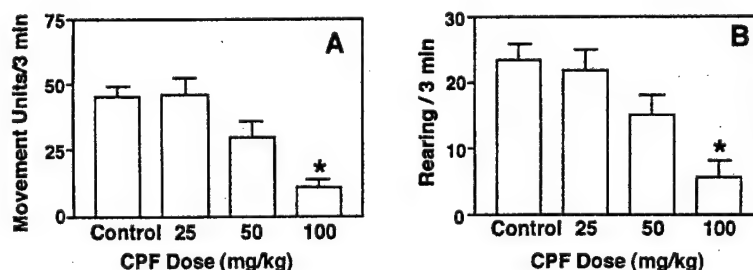 A
Movement Units/3 min
75
50
25
0
*
Control 25 50 100
CPF Dose (mg/kg)
B
Rearing / 3 min
30
20
10
0
*
Control 25 50 100
CPF Dose (mg/kg)